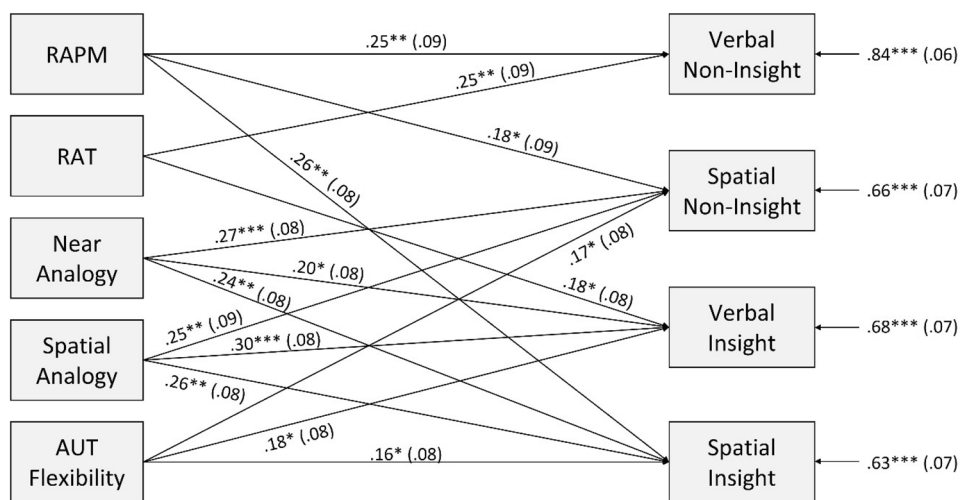 RAPM
.25** (.09)
Verbal
Non-Insight
.84*** (.06)
.25** (.09)
RAT
.18* (.09)
.26** (.08)
Spatial
Non-Insight
.66*** (.07)
Near
Analogy
.27*** (.08)
.17* (.08)
.20* (.08)
.24** (.08)
.18* (.08)
Verbal
Insight
.68*** (.07)
Spatial
Analogy
.25** (.09)
.30*** (.08)
.26** (.08)
AUT
Flexibility
.18* (.08)
.16* (.08)
Spatial
Insight
.63*** (.07)